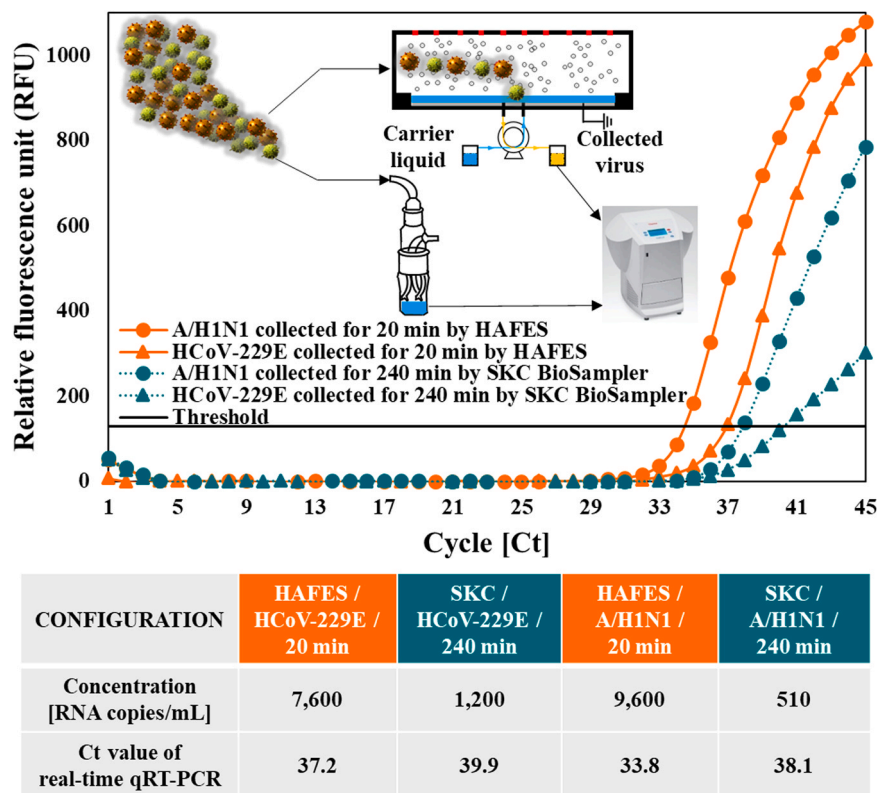 Relative fluorescence unit (RFU)
1000
800
600
400
200
0
Carrier
liquid
Collected
virus
A/H1N1 collected for 20 min by HAFES
HCoV-229E collected for 20 min by HAFES
A/H1N1 collected for 240 min by SKC BioSampler
HCoV-229E collected for 240 min by SKC BioSampler
Threshold
1 5 9 13 17 21 25 29 33 37 41 45
Cycle [Ct]
CONFIGURATION
HAFES /
HCoV-229E /
20 min
SKC /
HCoV-229E /
240 min
HAFES /
A/H1N1 /
20 min
SKC /
A/H1N1 /
240 min
Concentration
[RNA copies/mL]
7,600
1,200
9,600
510
Ct value of
real-time qRT-PCR
37.2
39.9
33.8
38.1